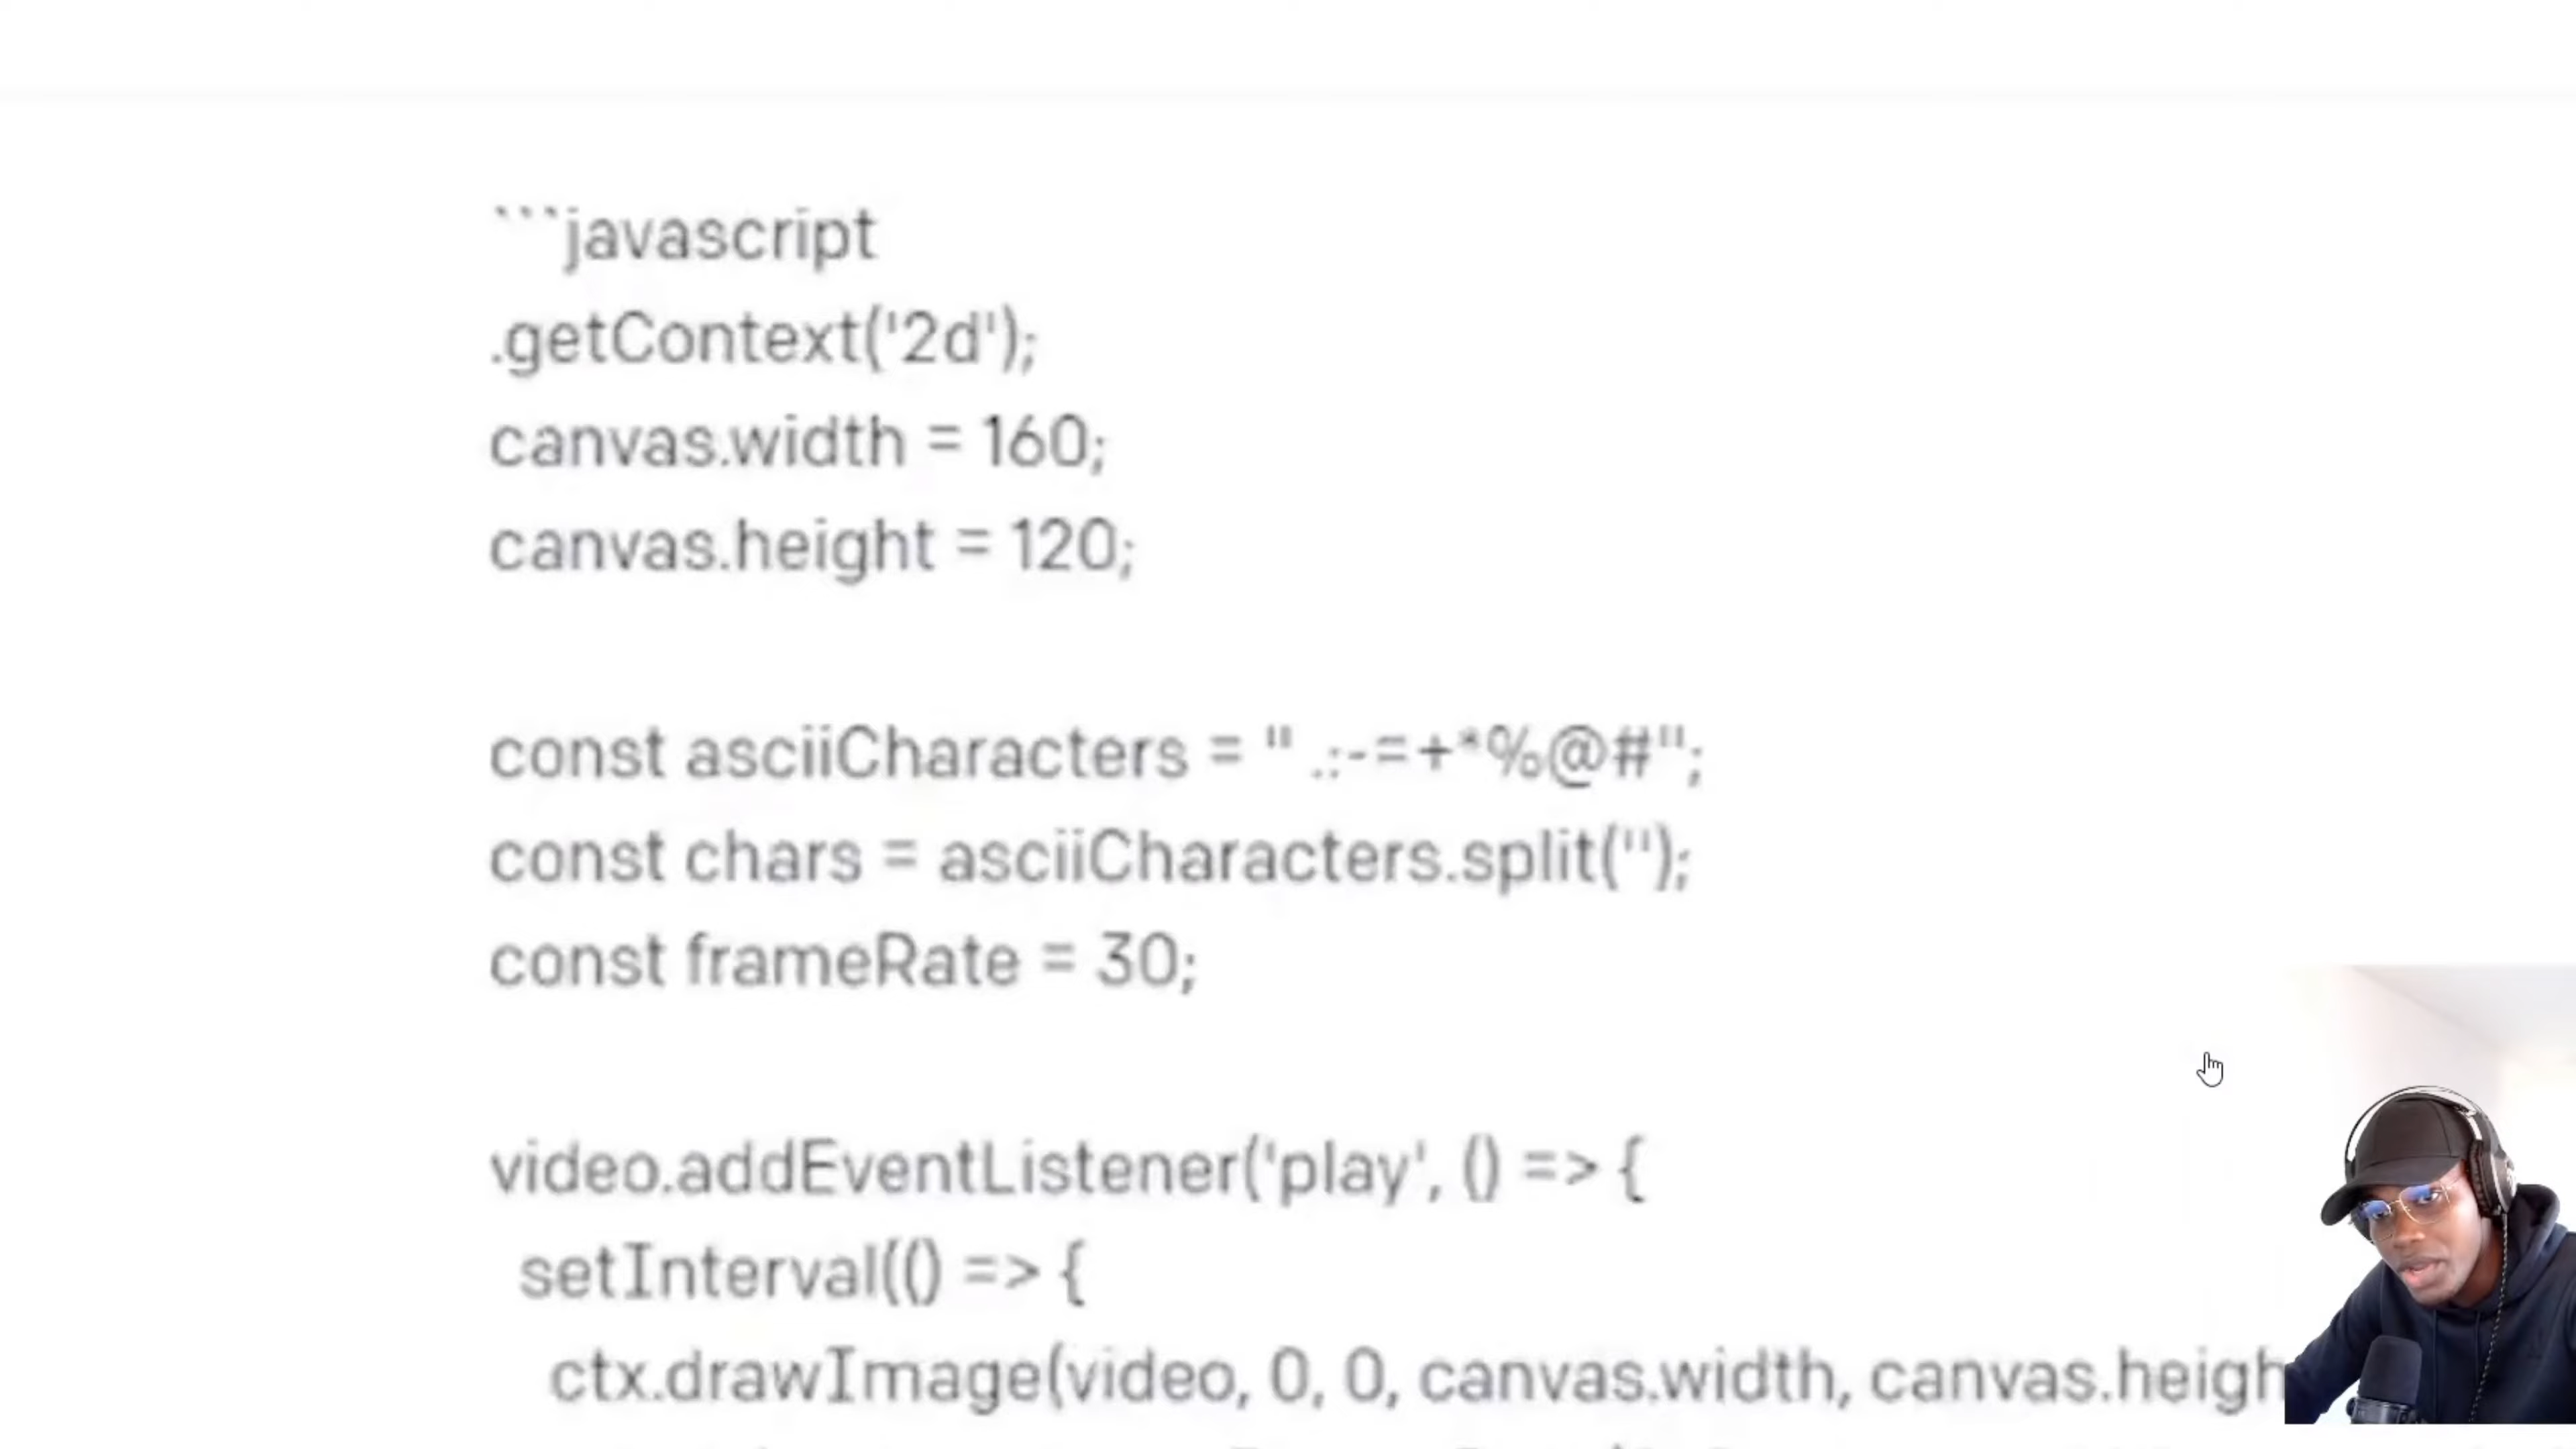 ```javascript
.getContext('2d');
canvas.width = 160;
canvas.height = 120;
const asciiCharacters = " .:-=+*%@#";
const chars = asciiCharacters.split('');
const frameRate = 30;
video.addEventListener('play', () => {
setInterval(() => {
ctx.drawImage(video, 0, 0, canvas.width, canvas.heigh